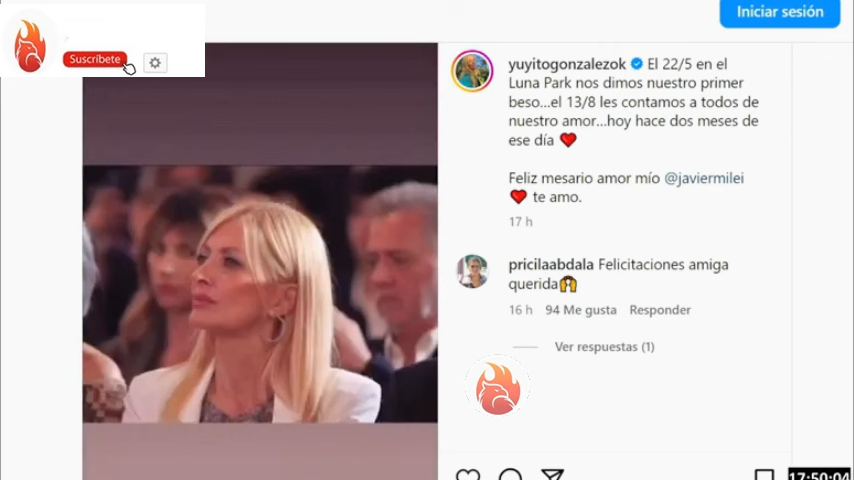 Iniciar sesión
Suscríbete
yuyitogonzalezok El 22/5 en el
Luna Park nos dimos nuestro primer
beso...el 13/8 les contamos a todos de
nuestro amor...hoy hace dos meses de
ese día ❤️
Feliz mesario amor mío @javiermilei
❤️ te amo.
17 h
pricilaabdala Felicitaciones amiga
querida🙌
16 h 94 Me gusta Responder
Ver respuestas (1)
17:50:04